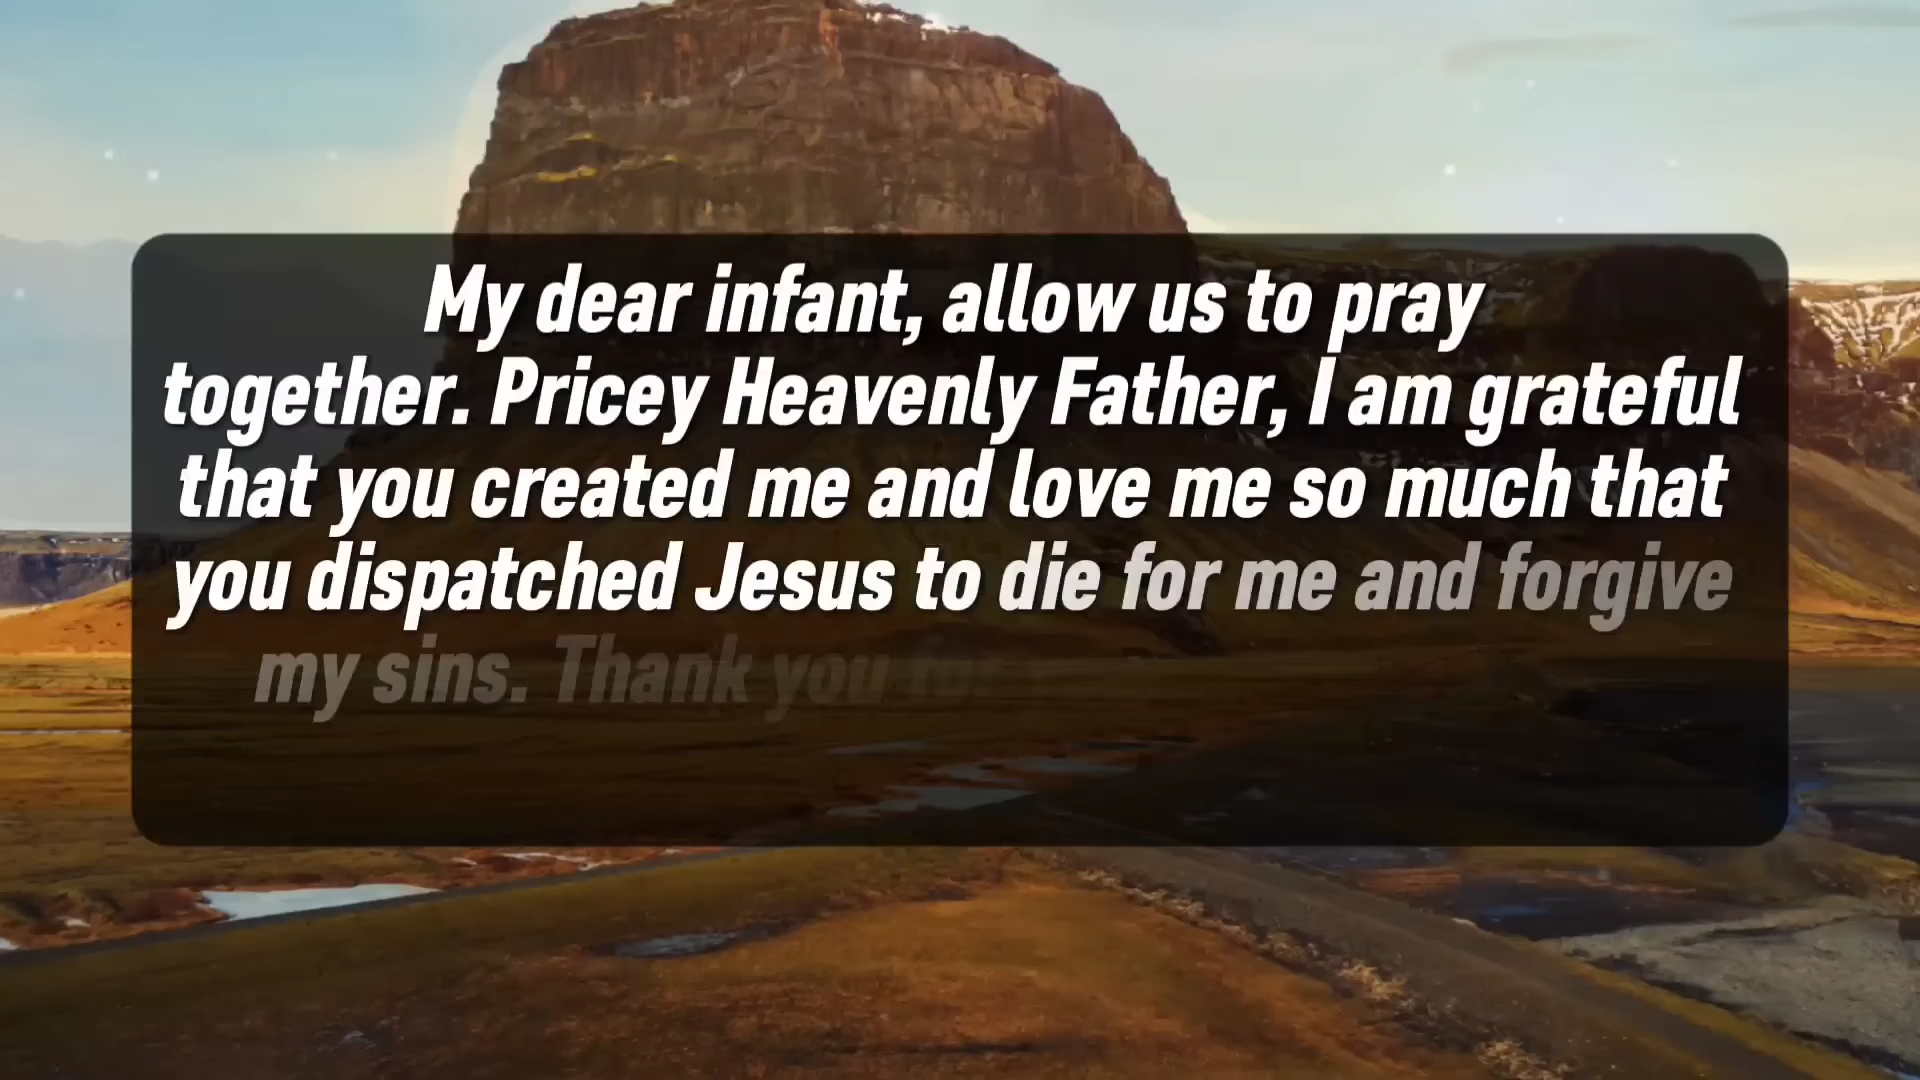 My dear infant, allow us to pray
together. Pricey Heavenly Father, I am grateful
that you created me and love me so much that
you dispatched Jesus to die for me and forgive
my sins. Thank you for